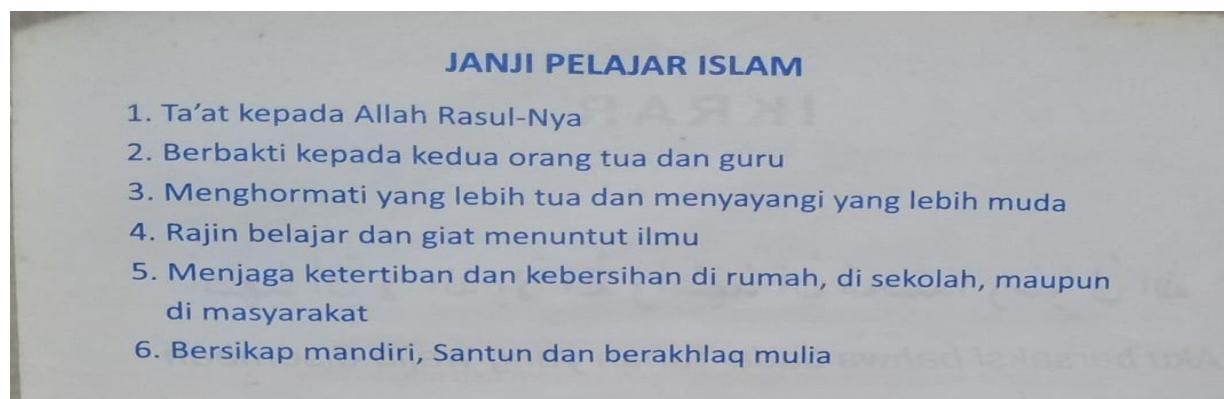 JANJI PELAJAR ISLAM
1. Ta'at kepada Allah Rasul-Nya
2. Berbakti kepada kedua orang tua dan guru
3. Menghormati yang lebih tua dan menyayangi yang lebih muda
4. Rajin belajar dan giat menuntut ilmu
5. Menjaga ketertiban dan kebersihan di rumah, di sekolah, maupun
di masyarakat
6. Bersikap mandiri, Santun dan berakhlaq mulia